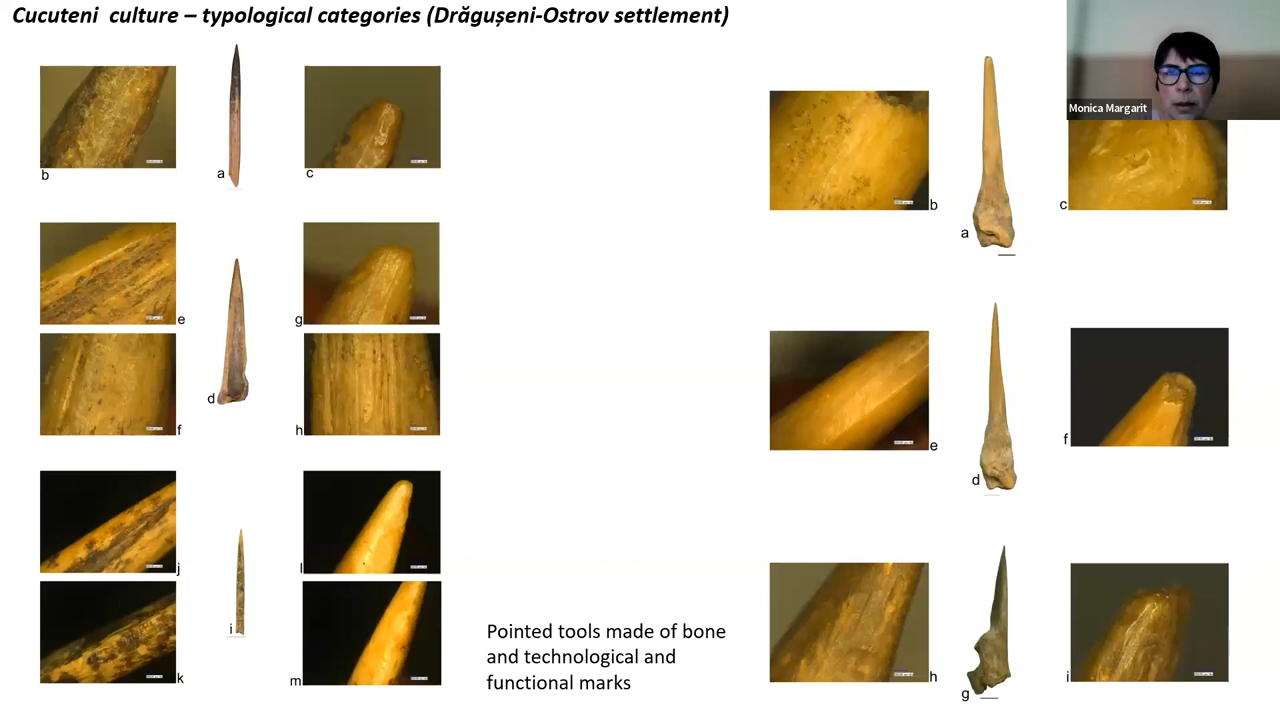 Cucuteni culture – typological categories (Drăgușeni-Ostrov settlement)
Monica Margarit
b
a
c
e
g
d
f
h
j
l
i
k
m
b
a
c
e
d
f
h
g
i
Pointed tools made of bone
and technological and
functional marks